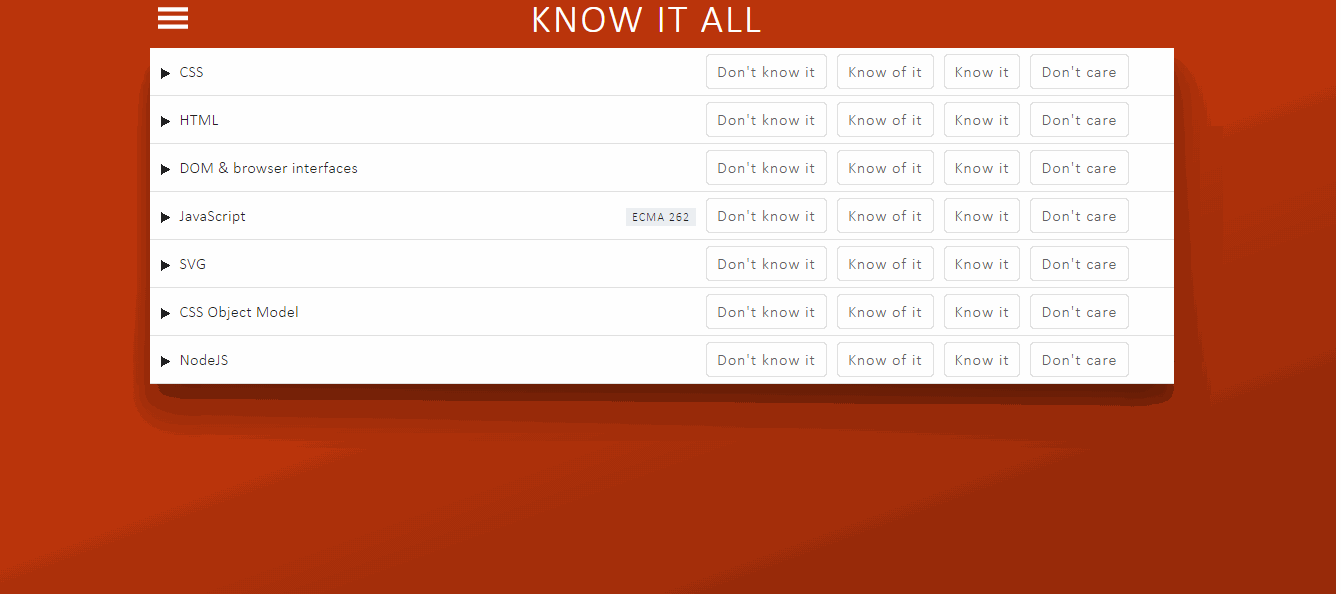 KNOW IT ALL
CSS Don't know it Know of it Know it Don't care
HTML Don't know it Know of it Know it Don't care
DOM & browser interfaces Don't know it Know of it Know it Don't care
JavaScript ECMA 262 Don't know it Know of it Know it Don't care
SVG Don't know it Know of it Know it Don't care
CSS Object Model Don't know it Know of it Know it Don't care
NodeJS Don't know it Know of it Know it Don't care